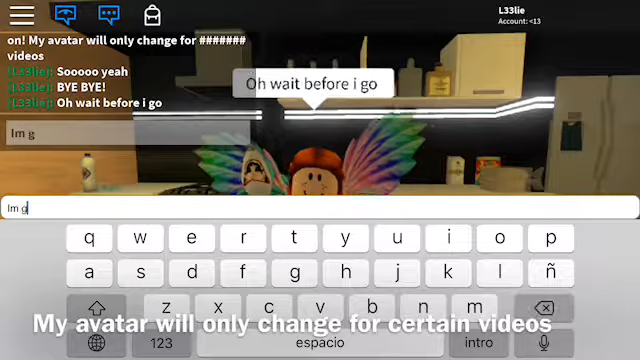 L33lie
Account: <13
on! My avatar will only change for #######
videos
[L33lie]: Sooooo yeah
[L33lie]: BYE BYE!
[L33lie]: Oh wait before i go
Oh wait before i go
Im g
Im g
q w e r t y u i o p
a s d f g h j k l ñ
z x c v b n m
My avatar will only change for certain videos
123 espacio intro